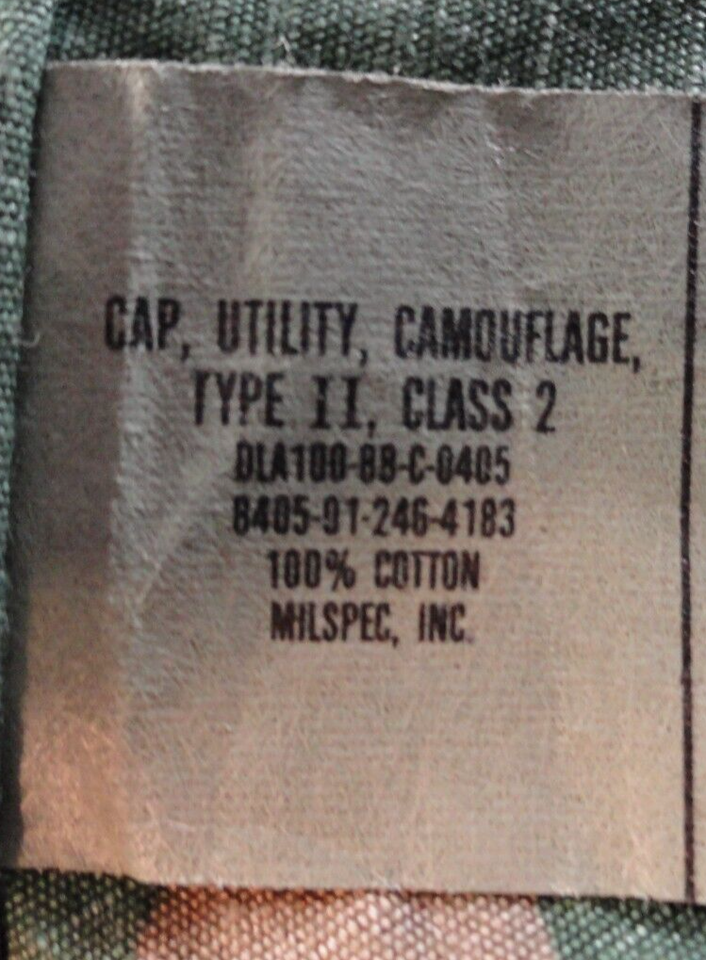 CAP, UTILITY, CAMOUFLAGE,
TYPE II, CLASS 2
DLA100-88-C-0405
8405-01-246-4183
100% COTTON
MILSPEC, INC.